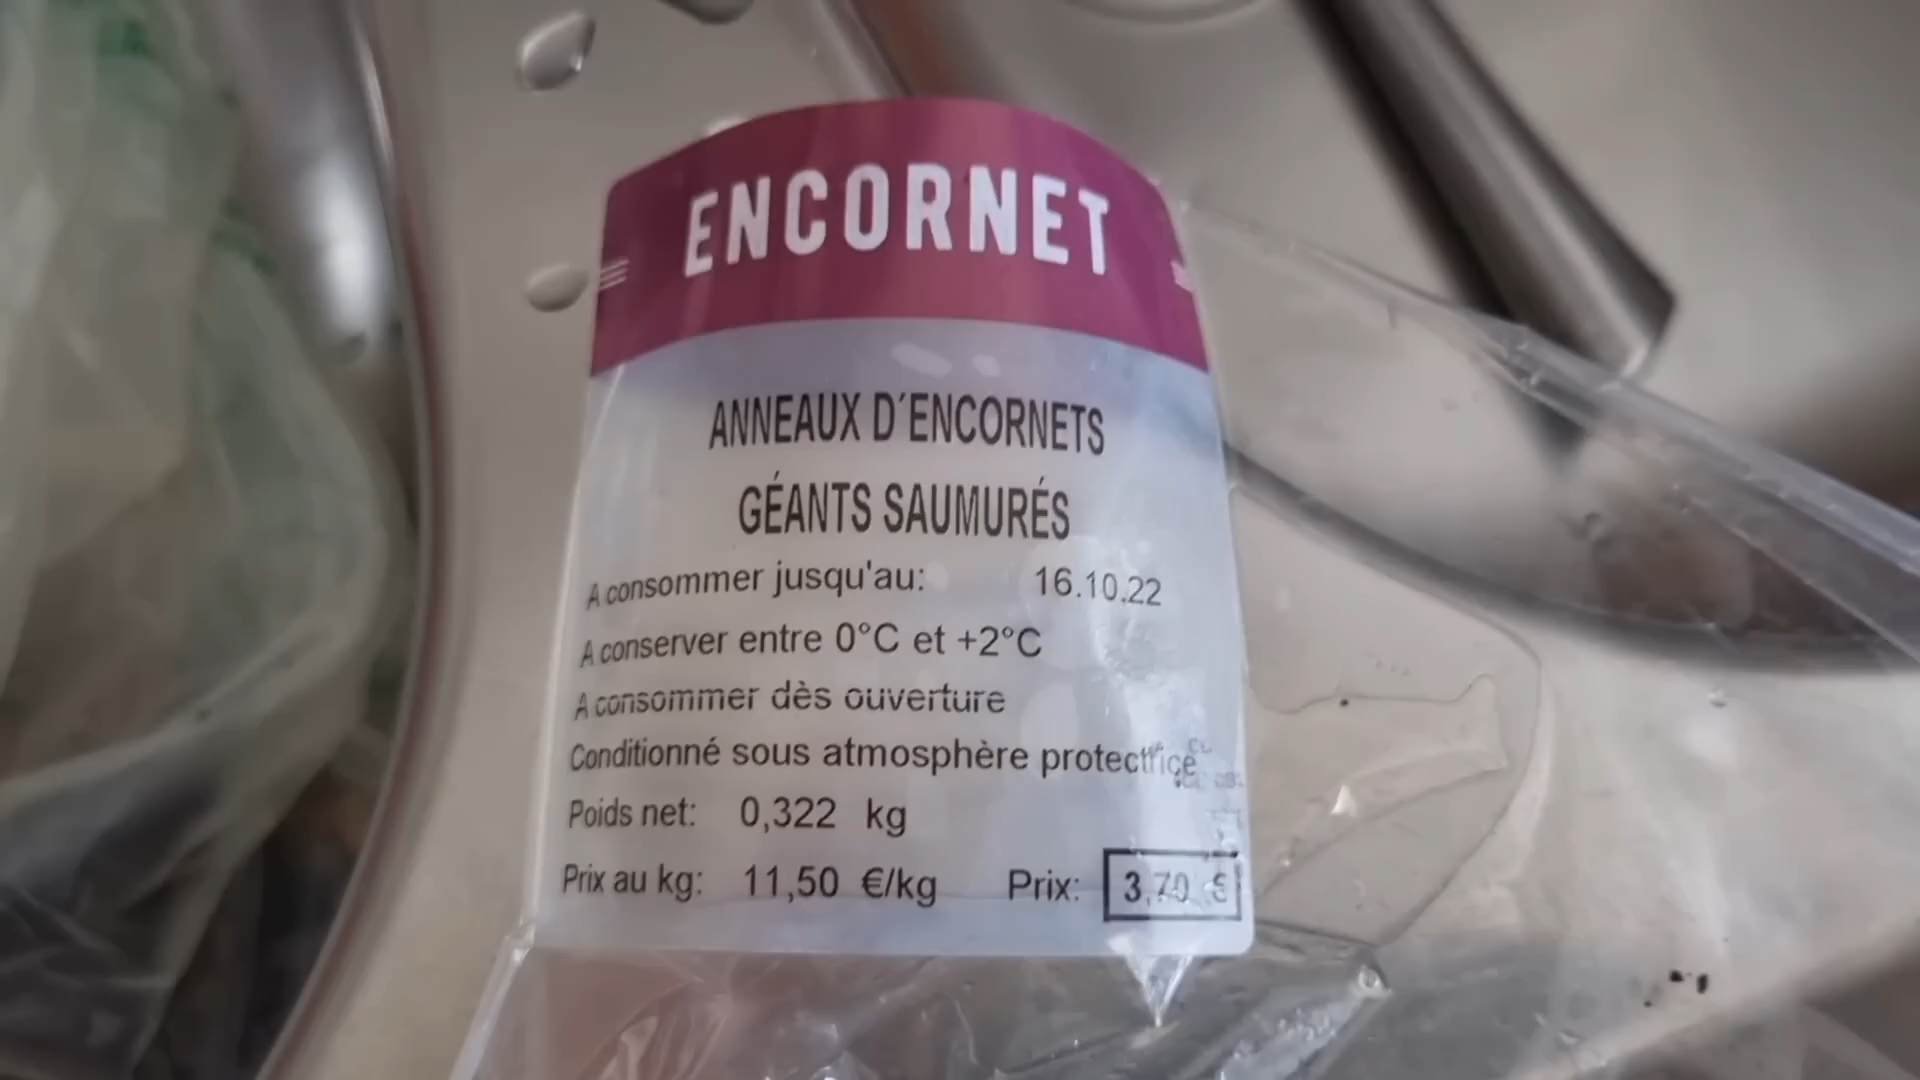 ENCORNET
ANNEAUX D´ENCORNETS
GÉANTS SAUMURÉS
A consommer jusqu'au: 16.10.22
A conserver entre 0°C et +2°C
A consommer dès ouverture
Conditionné sous atmosphère protectrice
Poids net: 0,322 kg
Prix au kg: 11,50 €/kg Prix: 3,70 €